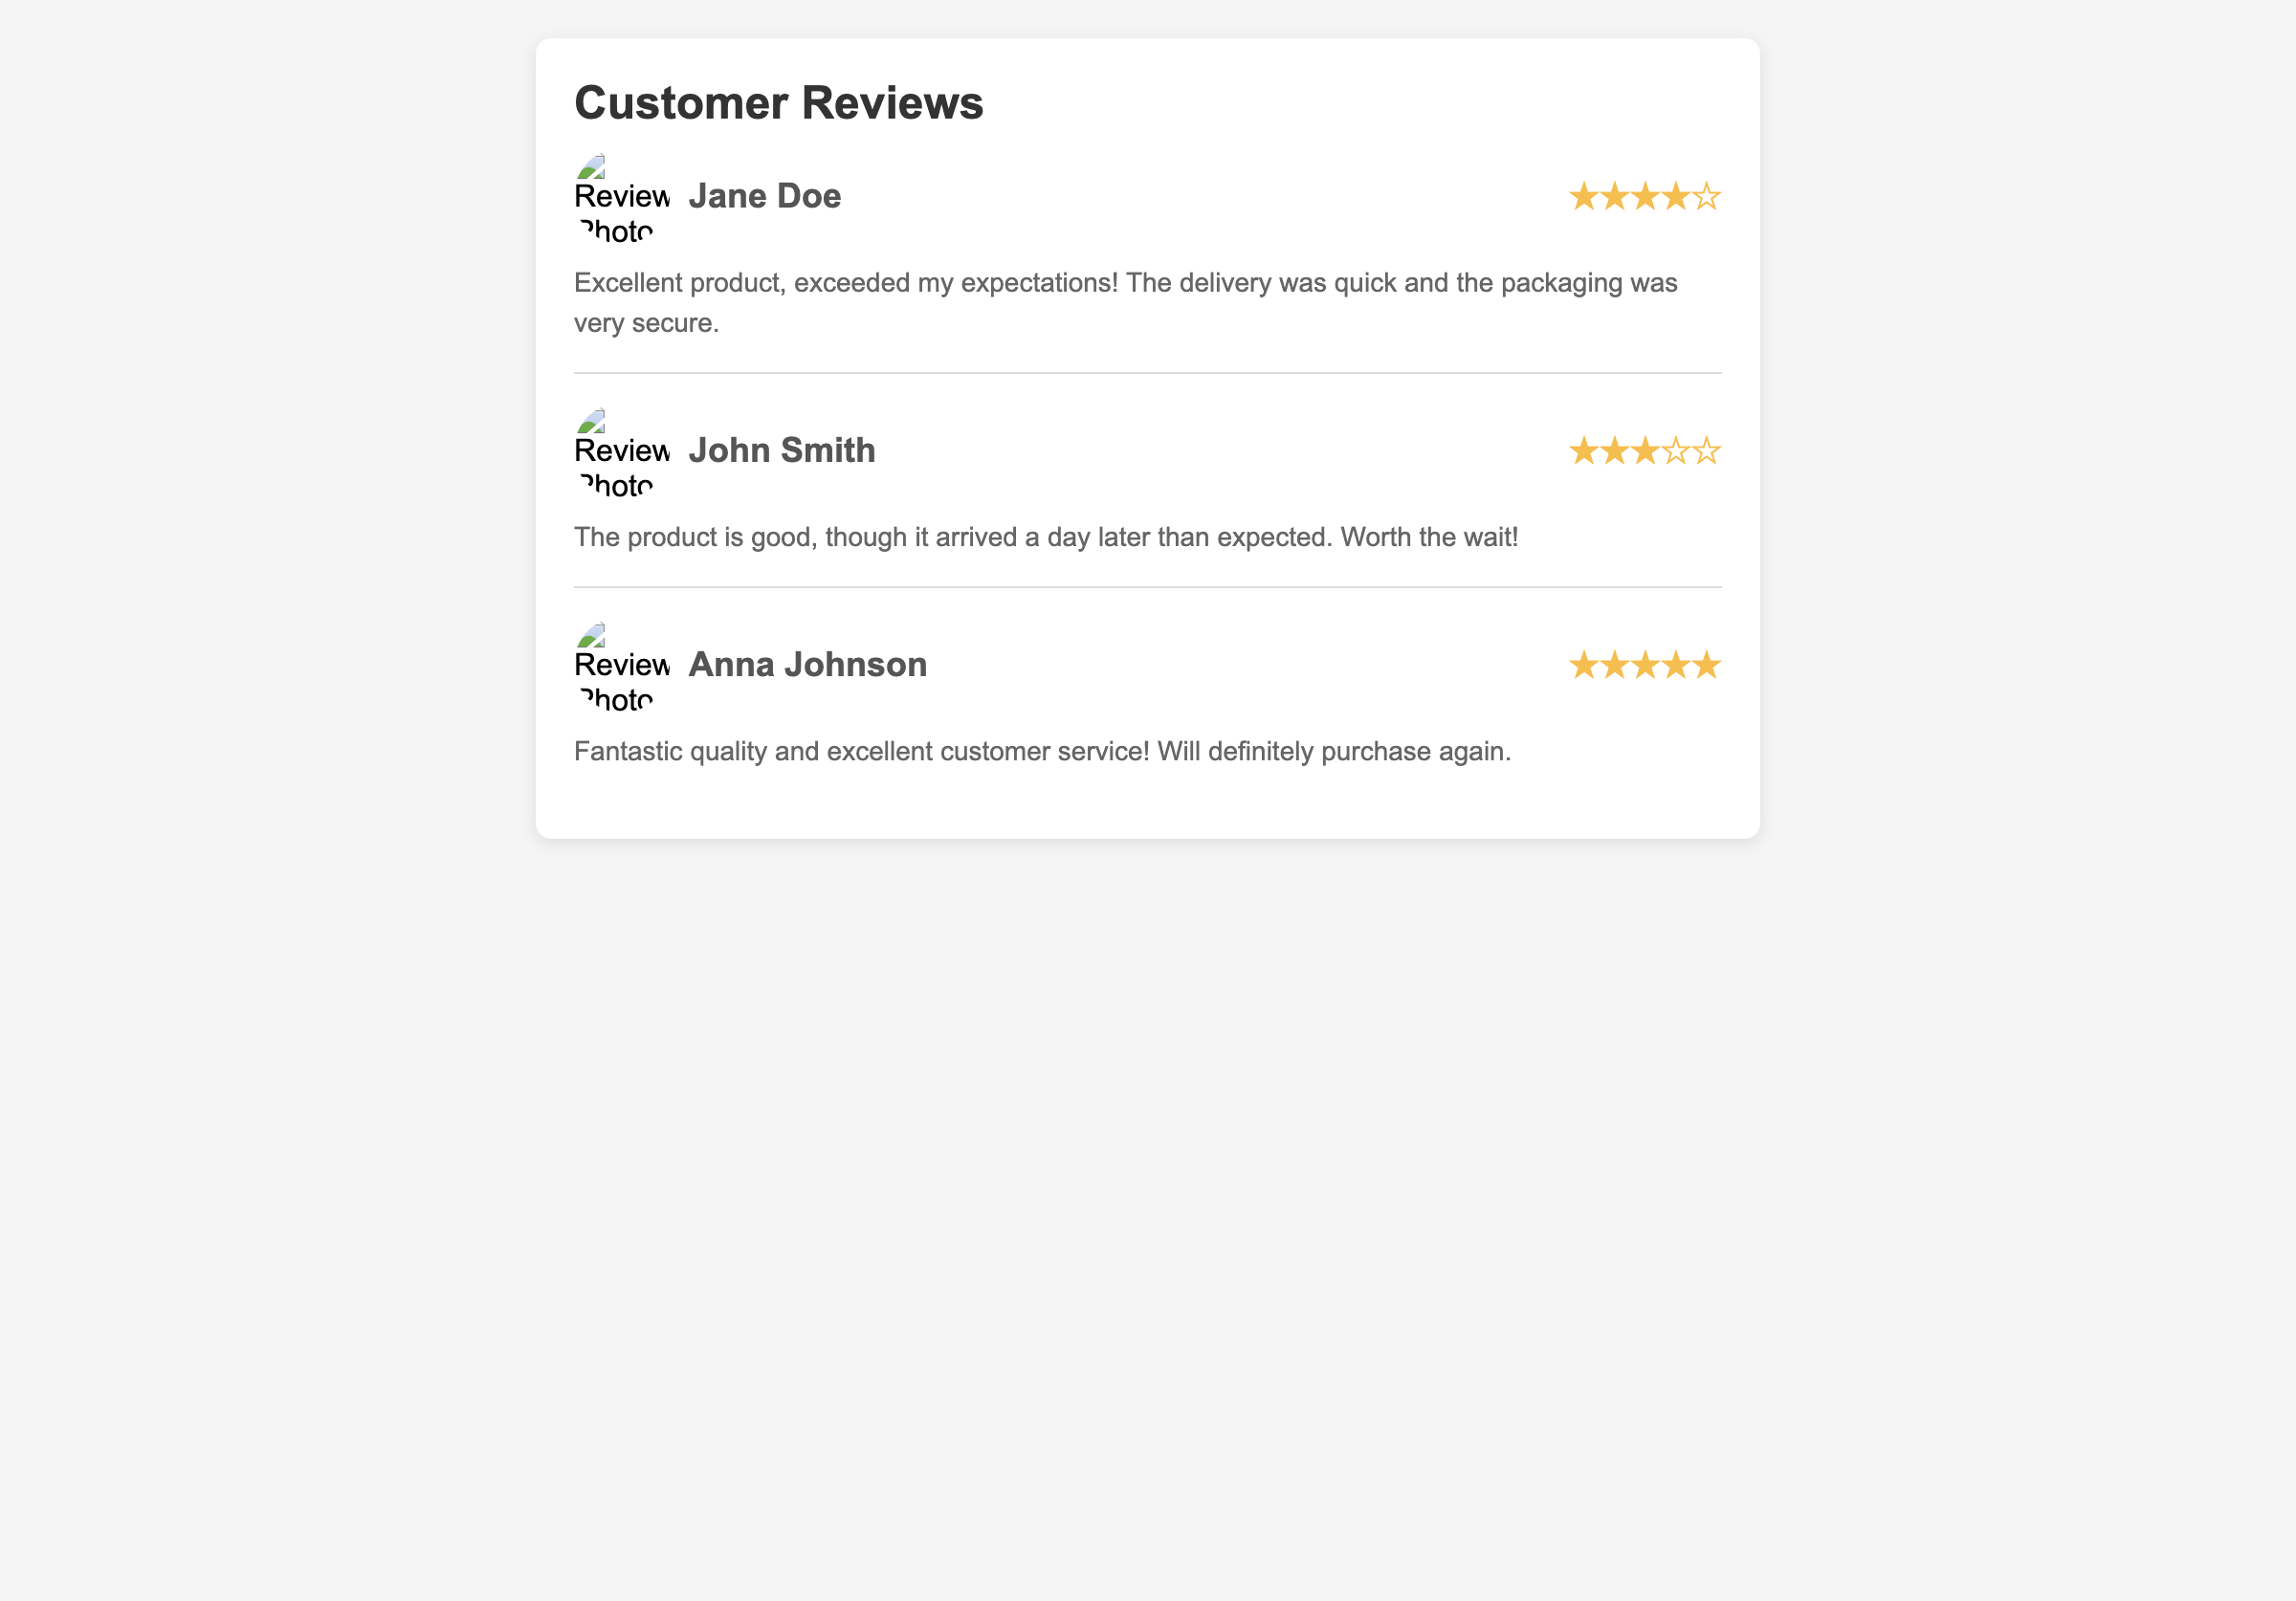 Customer Reviews
Review
Photo
Jane Doe
★★★★☆
Excellent product, exceeded my expectations! The delivery was quick and the packaging was
very secure.
Review
Photo
John Smith
★★★☆☆
The product is good, though it arrived a day later than expected. Worth the wait!
Review
Photo
Anna Johnson
★★★★★
Fantastic quality and excellent customer service! Will definitely purchase again.